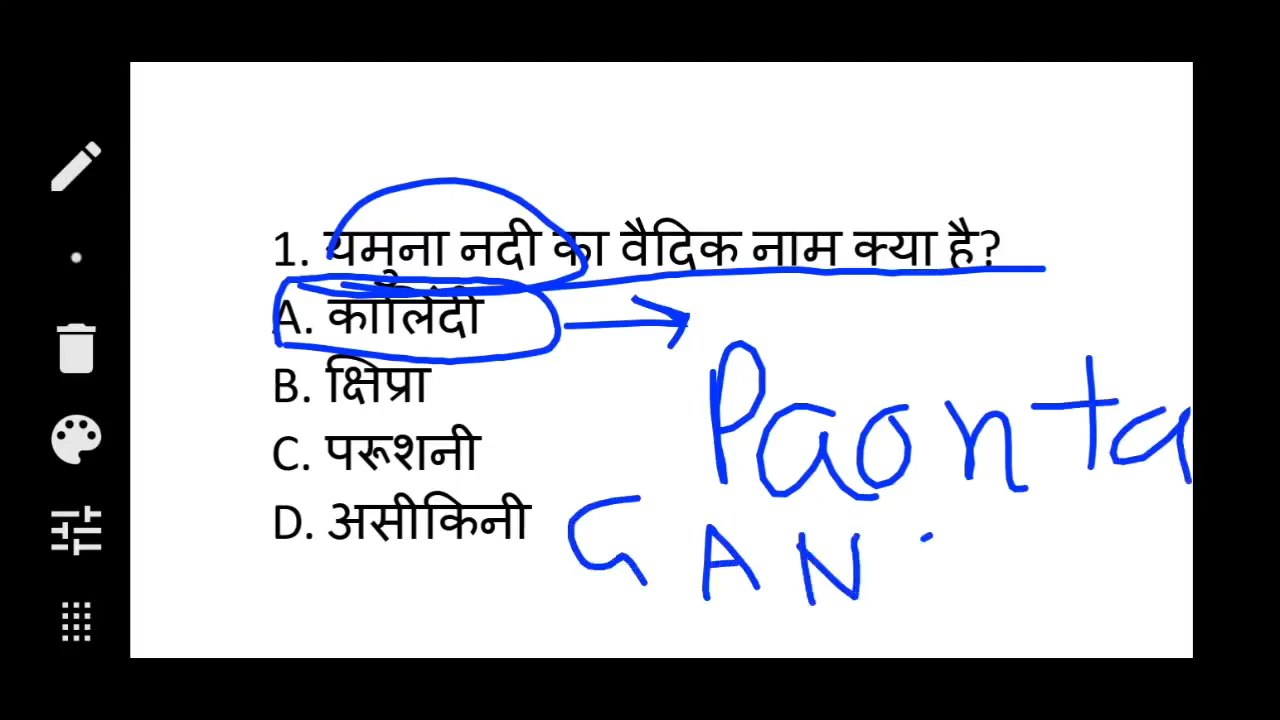 1. यमुना नदी का वैदिक नाम क्या है?
A. कालिंदी
B. क्षिप्रा
C. परूशनी
D. असीकिनी
Paonta
GAN